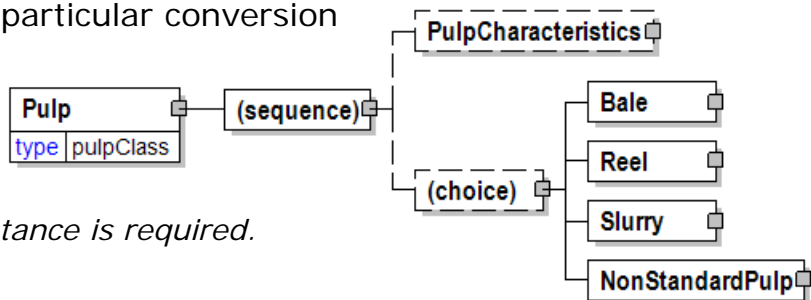 particular conversion
PulpCharacteristics
Pulp
(sequence)
type pulpClass
Bale
Reel
(choice)
Slurry
tance is required.
NonStandardPulp